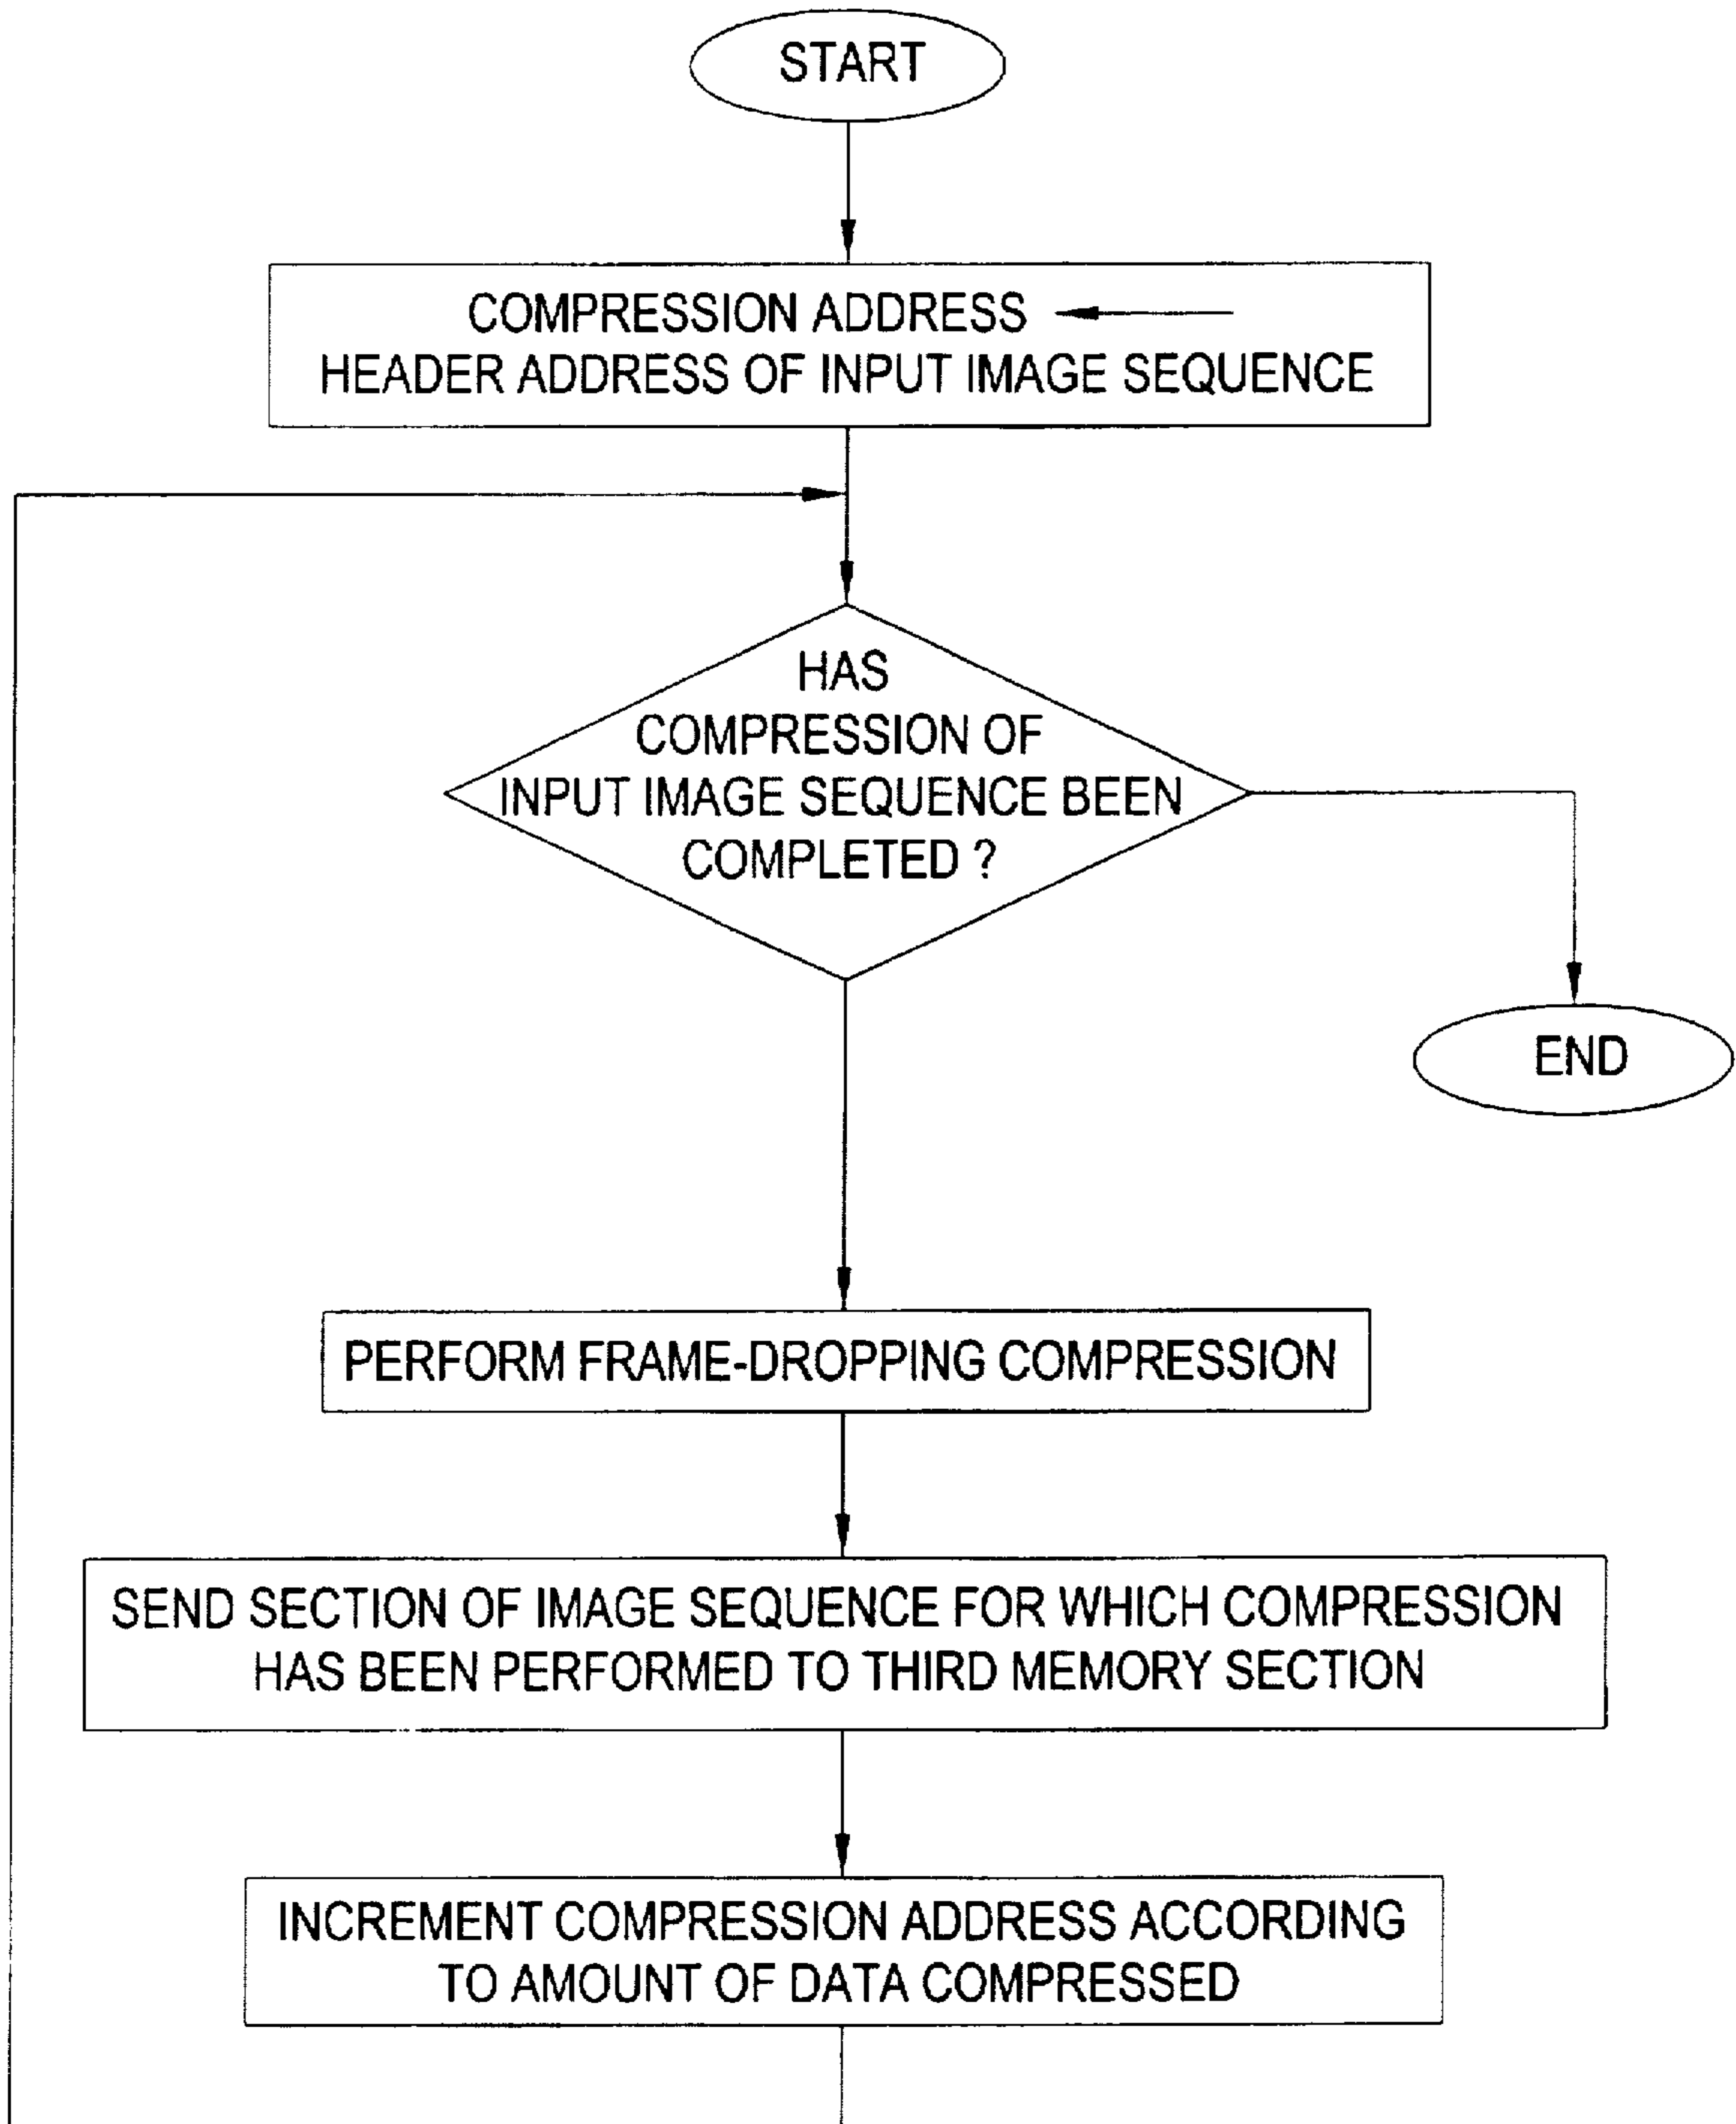 START
COMPRESSION ADDRESS ←
HEADER ADDRESS OF INPUT IMAGE SEQUENCE
HAS
COMPRESSION OF
INPUT IMAGE SEQUENCE BEEN
COMPLETED ?
END
PERFORM FRAME-DROPPING COMPRESSION
SEND SECTION OF IMAGE SEQUENCE FOR WHICH COMPRESSION
HAS BEEN PERFORMED TO THIRD MEMORY SECTION
INCREMENT COMPRESSION ADDRESS ACCORDING
TO AMOUNT OF DATA COMPRESSED